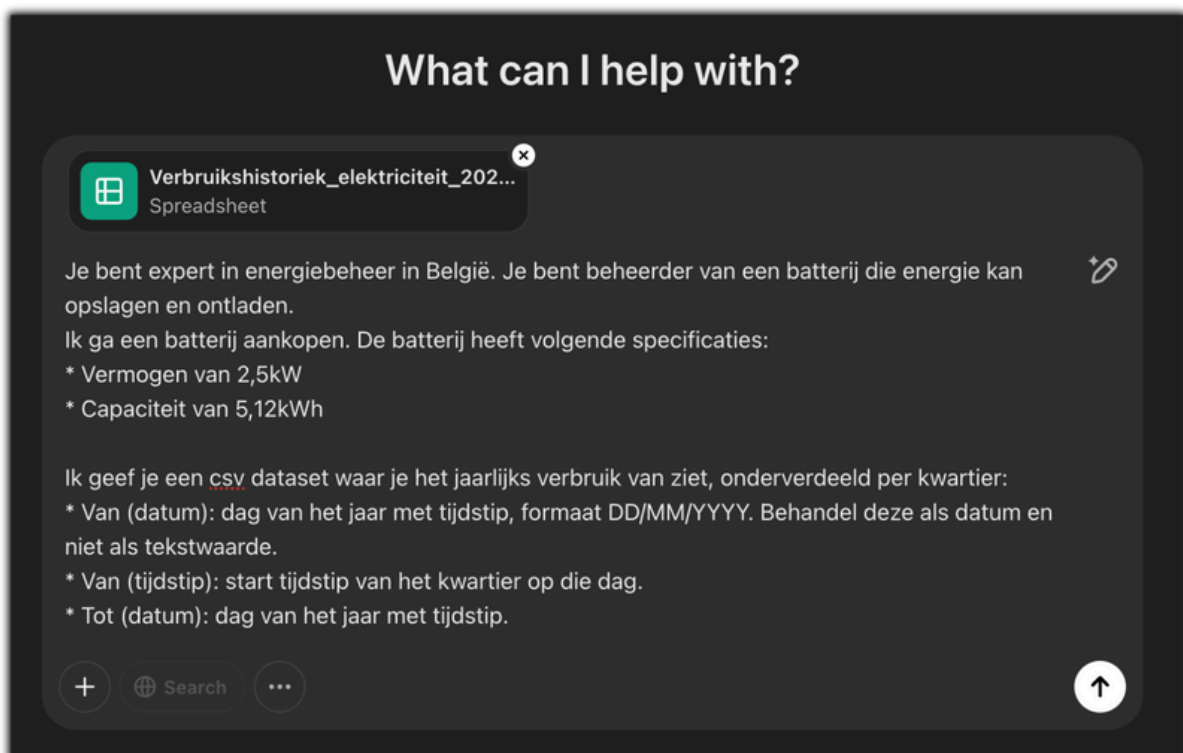 What can I help with?
Verbruikshistoriek_elektriciteit_202...
Spreadsheet
Je bent expert in energiebeheer in België. Je bent beheerder van een batterij die energie kan
opslagen en ontladen.
Ik ga een batterij aankopen. De batterij heeft volgende specificaties:
* Vermogen van 2,5kW
* Capaciteit van 5,12kWh
Ik geef je een csv dataset waar je het jaarlijks verbruik van ziet, onderverdeeld per kwartier:
* Van (datum): dag van het jaar met tijdstip, formaat DD/MM/YYYY. Behandel deze als datum en
niet als tekstwaarde.
* Van (tijdstip): start tijdstip van het kwartier op die dag.
* Tot (datum): dag van het jaar met tijdstip.
Search